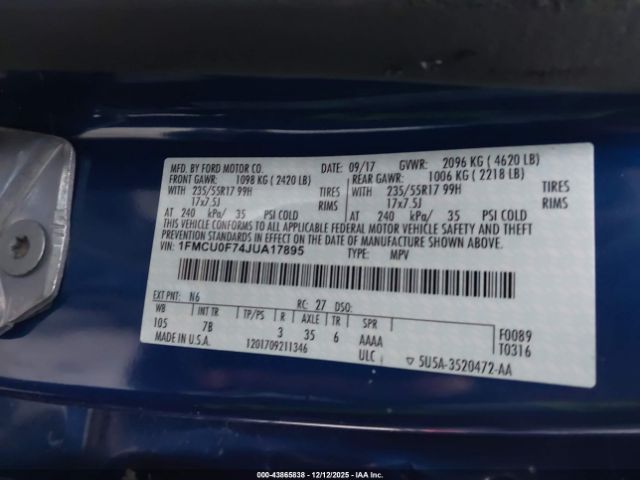 MFD. BY FORD MOTOR CO. 09/17 GVWR: 2096 KG ( 4620 LB)
FRONT GAWR: 1098 KG ( 2420 LB) REAR GAWR: 1006 KG ( 2218 LB)
WITH 235/55R17 99H TIRES WITH 235/55R17 99H TIRES
17x7.5J RIMS 17x7.5J RIMS
AT 240 kPa/ 35 PSI COLD AT 240 kPa/ 35 PSI COLD
THIS VEHICLE CONFORMS TO ALL APPLICABLE FEDERAL MOTOR VEHICLE SAFETY AND THEFT
PREVENTION STANDARDS IN EFFECT ON THE DATE OF MANUFACTURE SHOWN ABOVE.
1FMCU0F74JUA17895 TYPE: MPV
EXT PNT: N6 RC: 27 DSO:
WB INT TR TP/PS R AXLE TR SPR
105 7B 3 35 6 AAAA F0089
MADE IN U.S.A. 1201709211346 ULC ▽ 5U5A-3520472-AA T0316
000-43865838 - 12/12/2025 - IAAI.COM